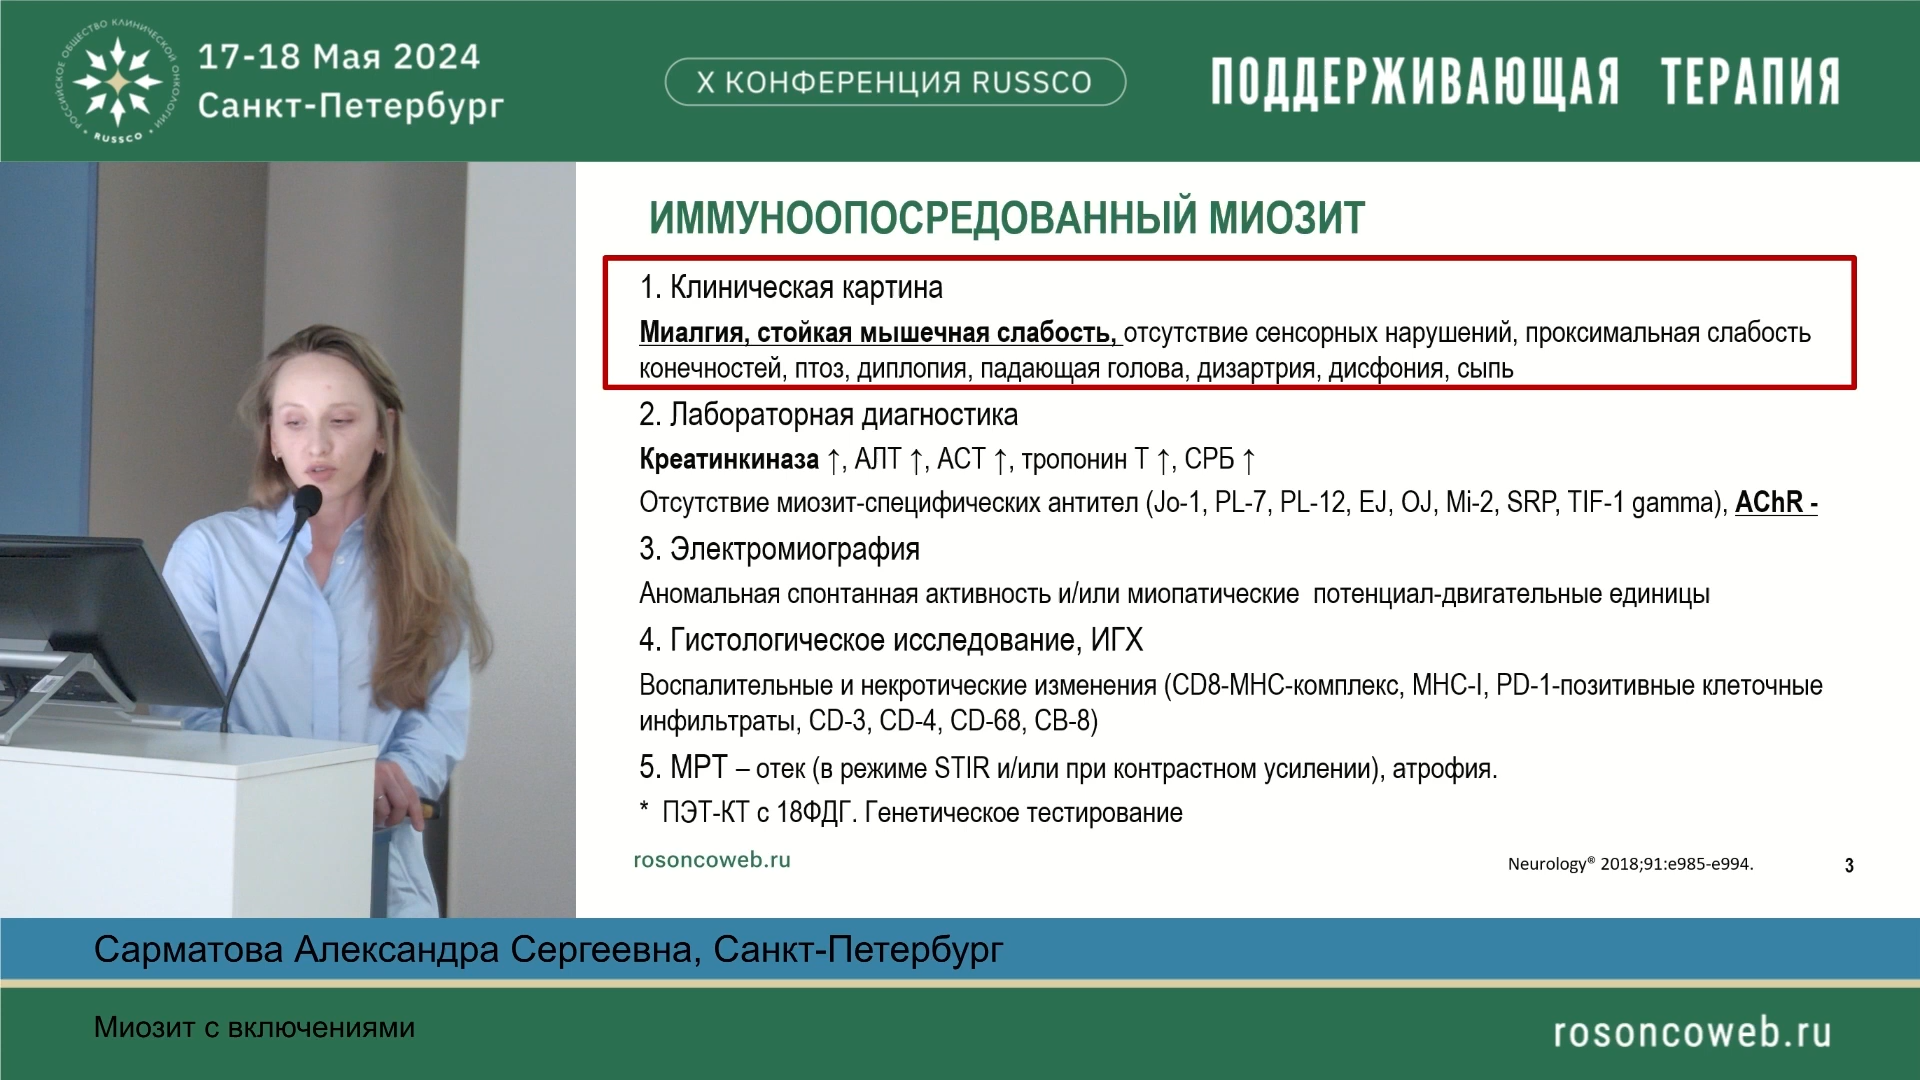 РОССИЙСКОЕ ОБЩЕСТВО КЛИНИЧЕСКОЙ ОНКОЛОГИИ
RUSSCO
17-18 Мая 2024
Санкт-Петербург
X КОНФЕРЕНЦИЯ RUSSCO
ПОДДЕРЖИВАЮЩАЯ ТЕРАПИЯ
ИММУНООПОСРЕДОВАННЫЙ МИОЗИТ
1. Клиническая картина
Миалгия, стойкая мышечная слабость, отсутствие сенсорных нарушений, проксимальная слабость
конечностей, птоз, диплопия, падающая голова, дизартрия, дисфония, сыпь
2. Лабораторная диагностика
Креатинкиназа ↑, АЛТ ↑, АСТ ↑, тропонин Т ↑, СРБ ↑
Отсутствие миозит-специфических антител (Jo-1, PL-7, PL-12, EJ, OJ, Mi-2, SRP, TIF-1 gamma), AChR -
3. Электромиография
Аномальная спонтанная активность и/или миопатические  потенциал-двигательные единицы
4. Гистологическое исследование, ИГХ
Воспалительные и некротические изменения (CD8-MHC-комплекс, MHC-I, PD-1-позитивные клеточные
инфильтраты, CD-3, CD-4, CD-68, CB-8)
5. МРТ – отек (в режиме STIR и/или при контрастном усилении), атрофия.
*  ПЭТ-КТ с 18ФДГ. Генетическое тестирование
rosoncoweb.ru
Neurology® 2018;91:e985-e994.
3
Сарматова Александра Сергеевна, Санкт-Петербург
Миозит с включениями
rosoncoweb.ru